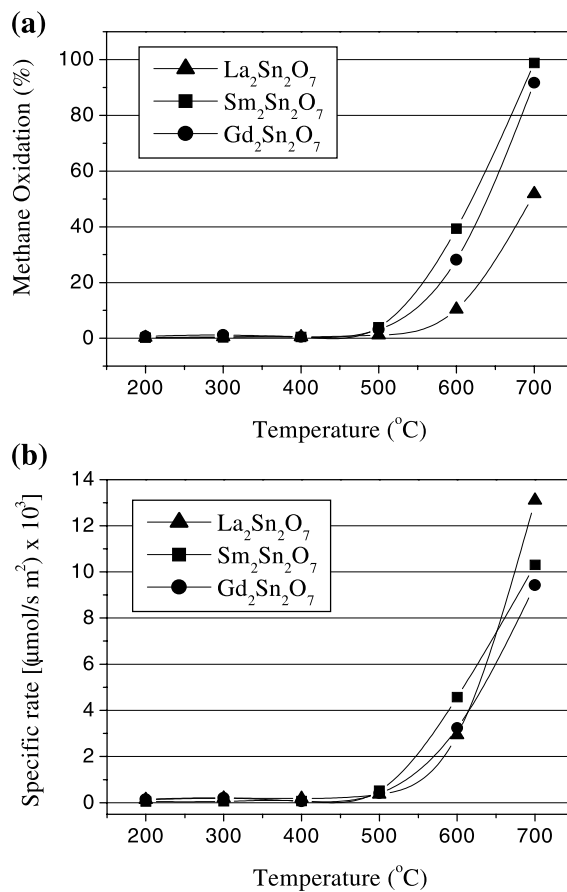 (a)
Methane Oxidation (%)
100
80
60
40
20
0
La₂Sn₂O₇
Sm₂Sn₂O₇
Gd₂Sn₂O₇
200 300 400 500 600 700
Temperature (°C)
(b)
Specific rate [(μmol/s m²) x 10³]
14
12
10
8
6
4
2
0
La₂Sn₂O₇
Sm₂Sn₂O₇
Gd₂Sn₂O₇
200 300 400 500 600 700
Temperature (°C)